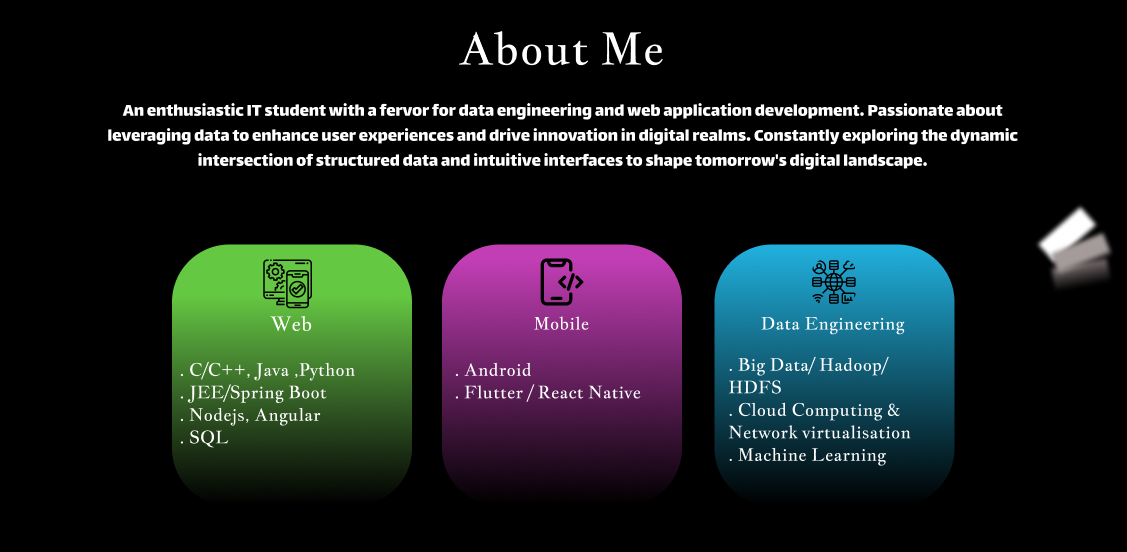 About Me
An enthusiastic IT student with a fervor for data engineering and web application development. Passionate about
leveraging data to enhance user experiences and drive innovation in digital realms. Constantly exploring the dynamic
intersection of structured data and intuitive interfaces to shape tomorrow's digital landscape.
Web
. C/C++, Java ,Python
. JEE/Spring Boot
. Nodejs, Angular
. SQL
Mobile
. Android
. Flutter / React Native
Data Engineering
. Big Data/ Hadoop/
HDFS
. Cloud Computing &
Network virtualisation
. Machine Learning